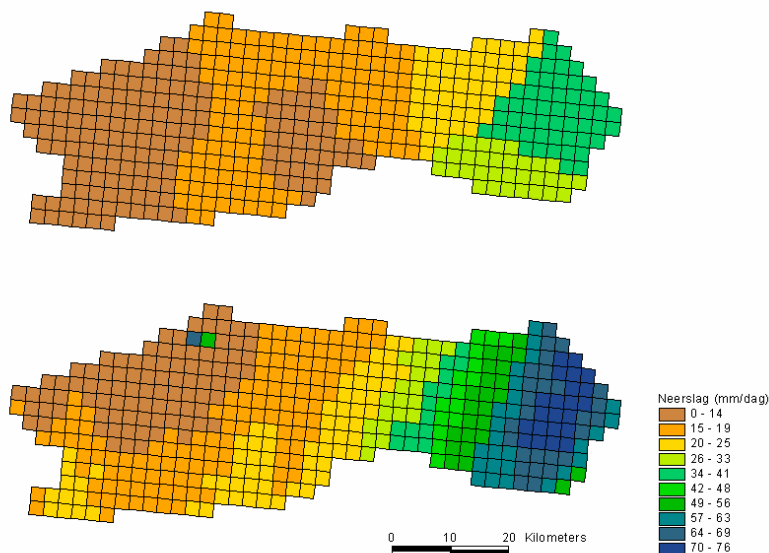 Neerslag (mm/dag)
0 - 14
15 - 19
20 - 25
26 - 33
34 - 41
42 - 48
49 - 56
57 - 63
64 - 69
70 - 76
0 10 20 Kilometers